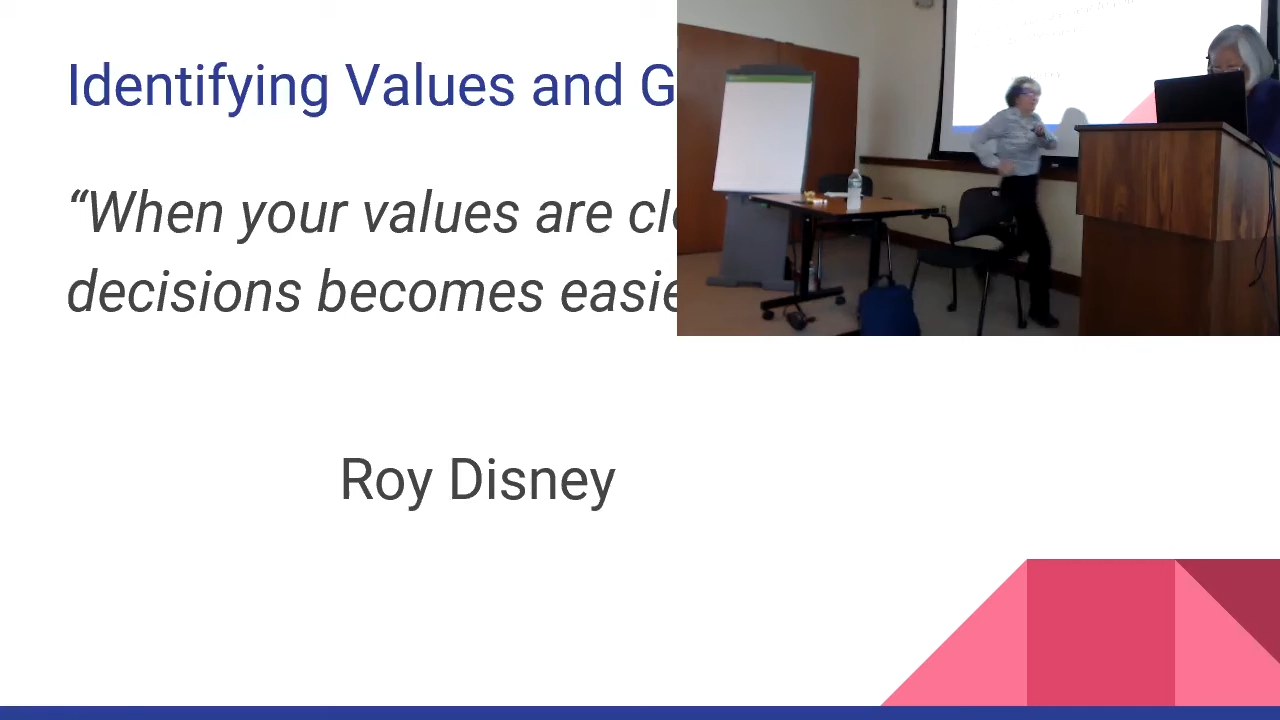 Identifying Values and G
“When your values are cl
decisions becomes easie
Roy Disney